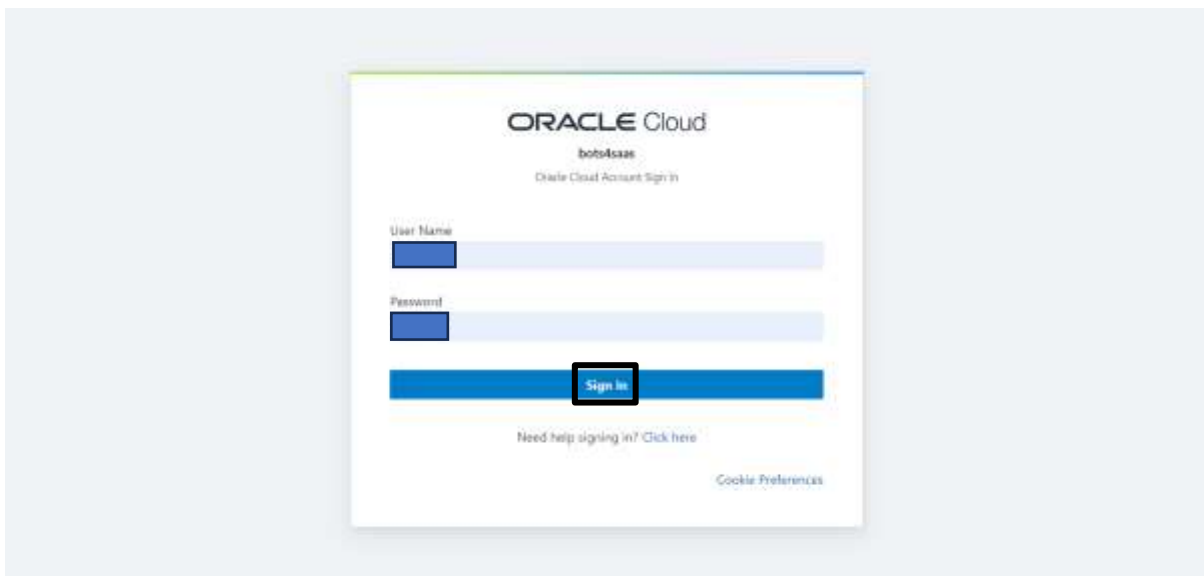 ORACLE Cloud
bots4saas
Oracle Cloud Account Sign In
User Name
Password
Sign In
Need help signing in? Click here
Cookie Preferences